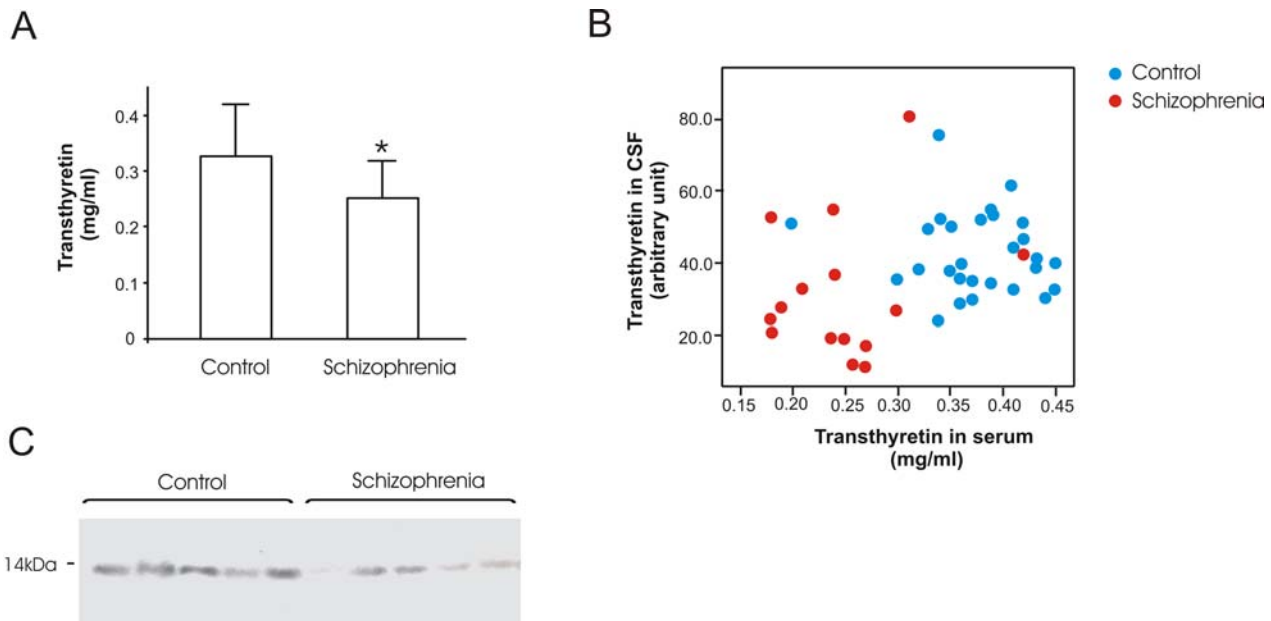 A
Transthyretin
(mg/ml)
0.4
0.3
0.2
0.1
0
*
Control
Schizophrenia
B
Transthyretin in CSF
(arbitrary unit)
80.0
60.0
40.0
20.0
0.15
0.20
0.25
0.30
0.35
0.40
0.45
Transthyretin in serum
(mg/ml)
Control
Schizophrenia
C
Control
Schizophrenia
14kDa -